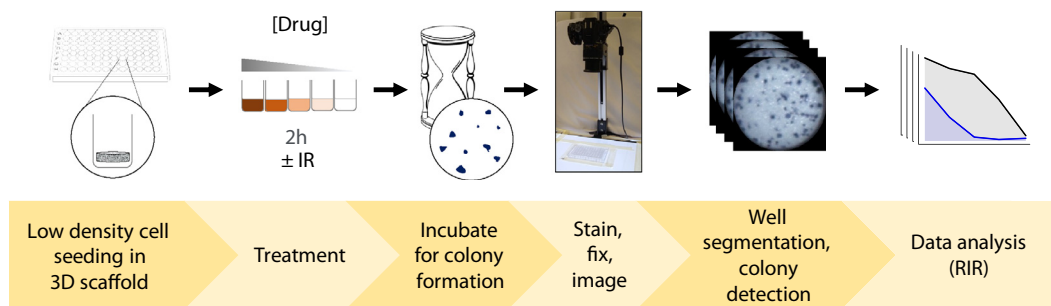 [Drug]
2h
± IR
Low density cell
seeding in
3D scaffold
Treatment
Incubate
for colony
formation
Stain,
fix,
image
Well
segmentation,
colony
detection
Data analysis
(RIR)